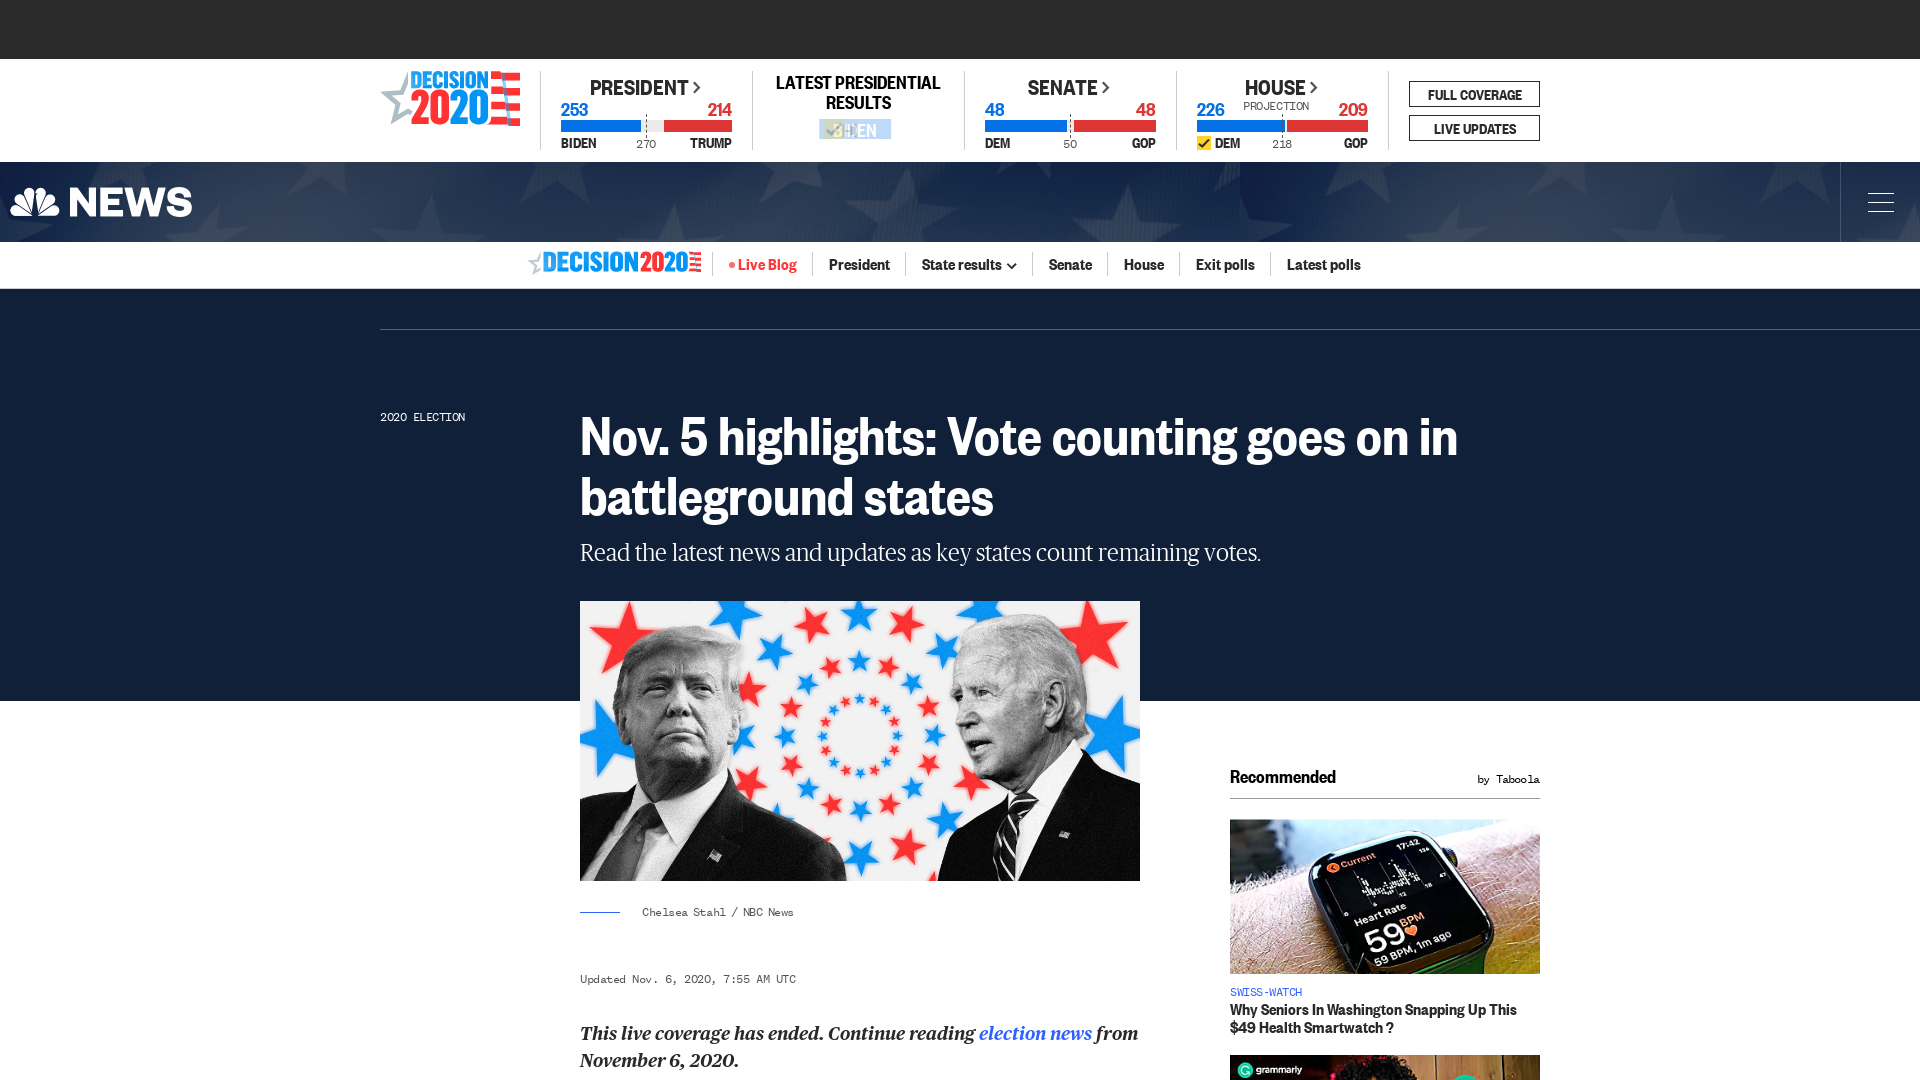 DECISION
2020
PRESIDENT
253
214
BIDEN
270
TRUMP
LATEST PRESIDENTIAL
RESULTS
BIDEN
SENATE
48
48
DEM
50
GOP
HOUSE
226
PROJECTION
209
DEM
218
GOP
FULL COVERAGE
LIVE UPDATES
NEWS
DECISION2020
Live Blog
President
State results
Senate
House
Exit polls
Latest polls
2020 ELECTION
Nov. 5 highlights: Vote counting goes on in
battleground states
Read the latest news and updates as key states count remaining votes.
Chelsea Stahl / NBC News
Updated Nov. 6, 2020, 7:55 AM UTC
This live coverage has ended. Continue reading election news from
November 6, 2020.
Recommended
by Taboola
Current
17:42
Heart Rate
59 BPM
59 BPM, 1m ago
SWISS-WATCH
Why Seniors In Washington Snapping Up This
$49 Health Smartwatch ?
grammarly